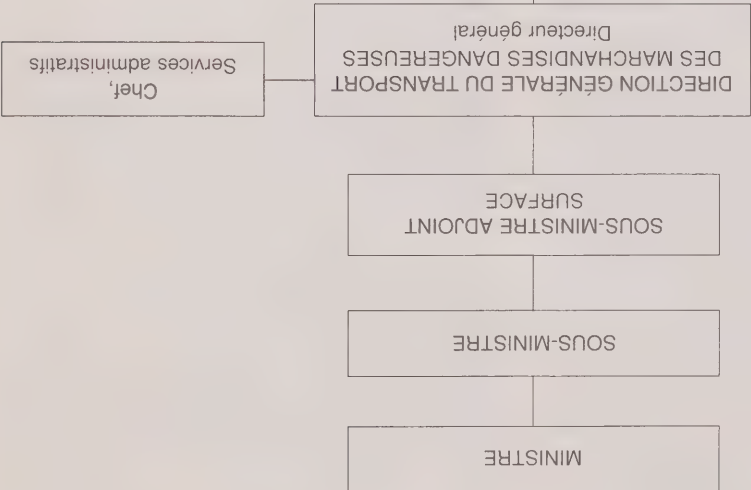 MINISTRE
SOUS-MINISTRE
SOUS-MINISTRE ADJOINT
SURFACE
DIRECTION GÉNÉRALE DU TRANSPORT
DES MARCHANDISES DANGEREUSES
Directeur général
Chef,
Services administratifs